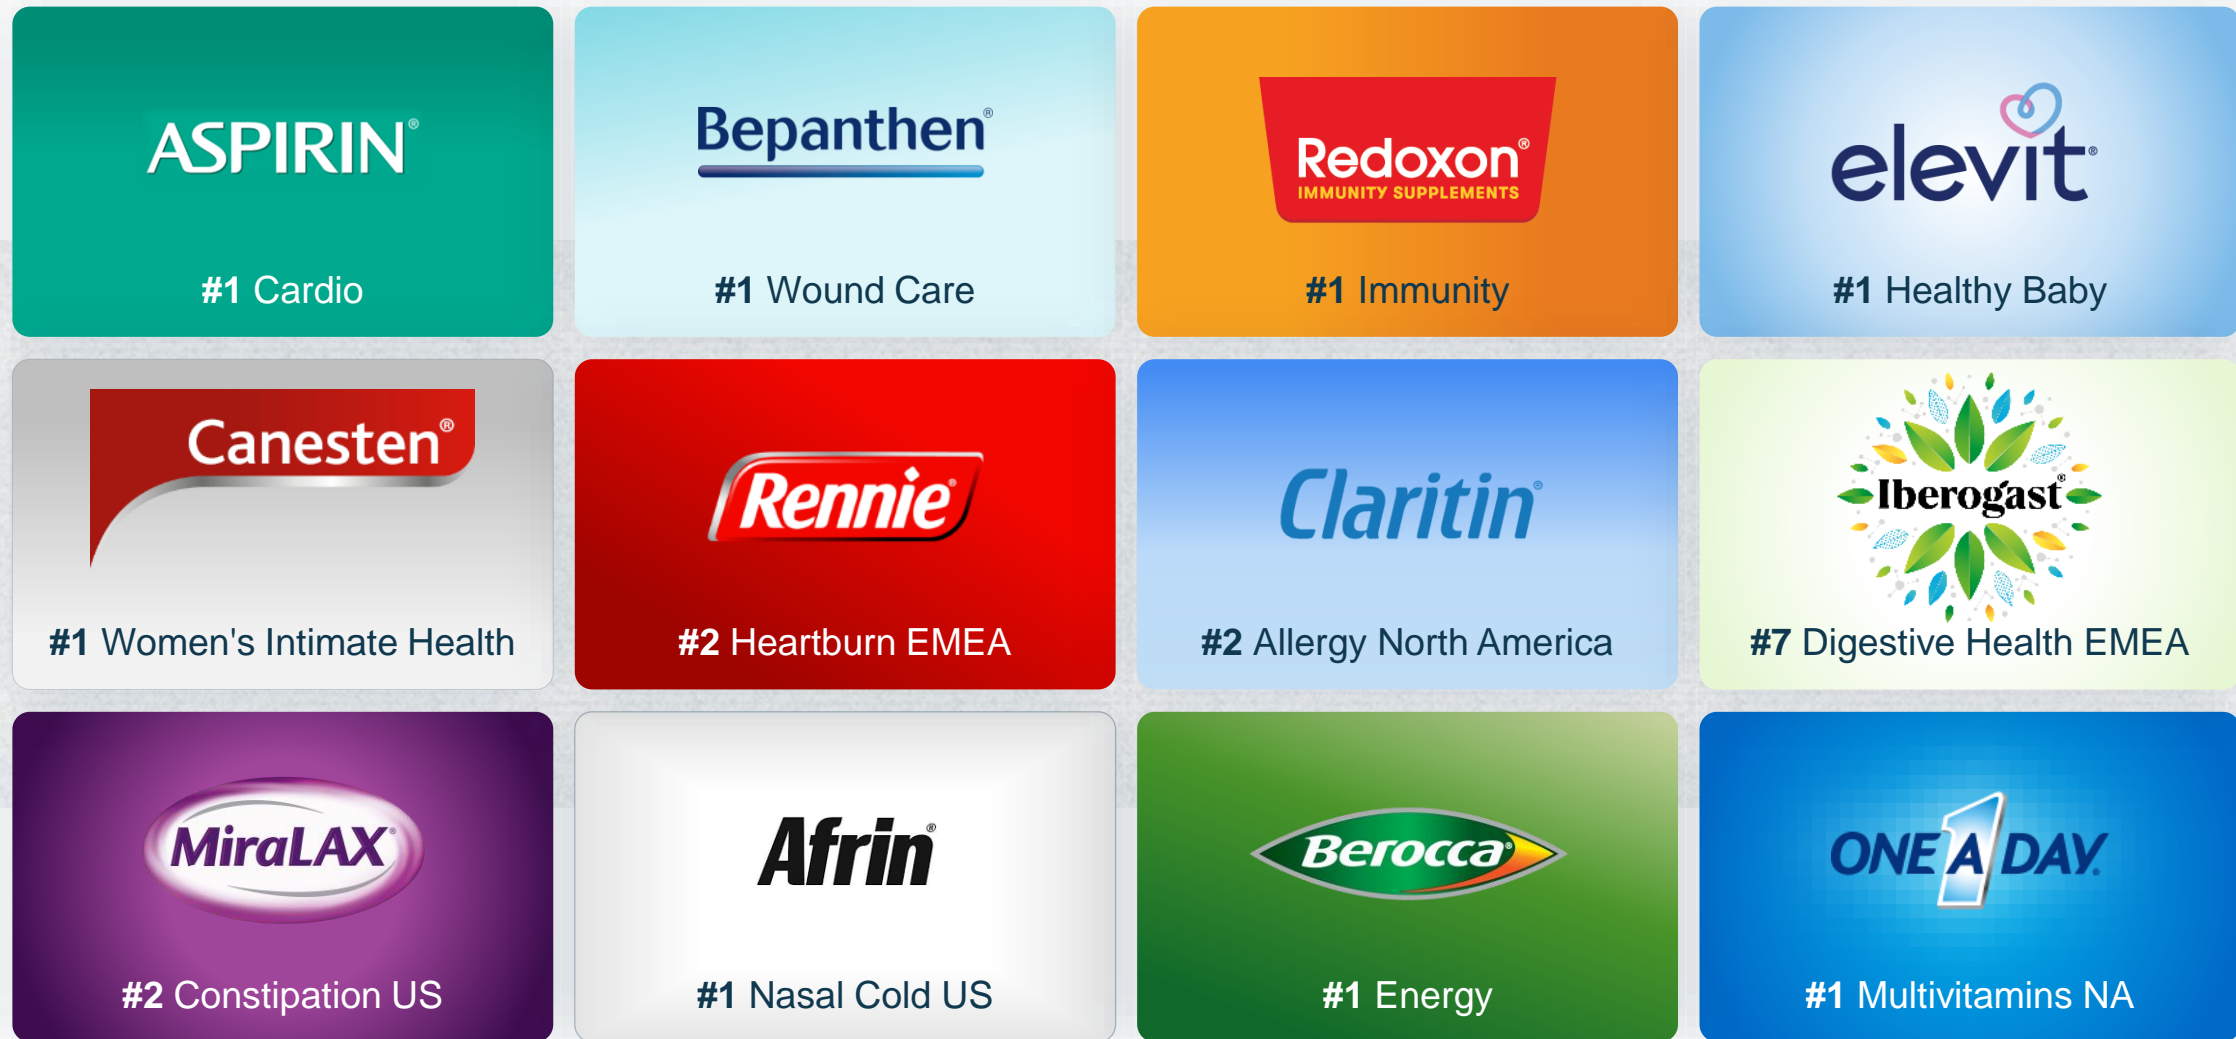 ASPIRIN®
#1 Cardio
Bepanthen®
#1 Wound Care
Redoxon®
IMMUNITY SUPPLEMENTS
#1 Immunity
elevit®
#1 Healthy Baby
Canesten®
#1 Women's Intimate Health
Rennie®
#2 Heartburn EMEA
Claritin®
#2 Allergy North America
Iberogast®
#7 Digestive Health EMEA
MiraLAX®
#2 Constipation US
Afrin®
#1 Nasal Cold US
Berocca®
#1 Energy
ONE A DAY
#1 Multivitamins NA